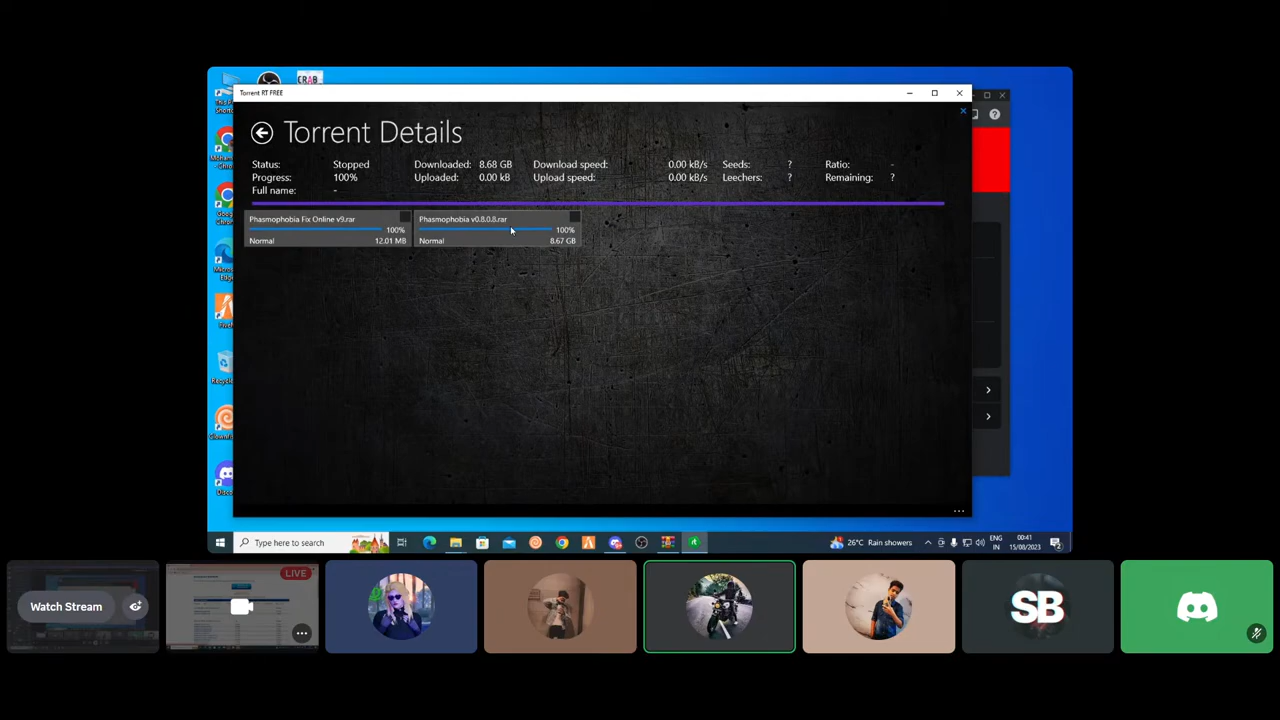 CRAB
Torrent RT FREE
Torrent Details
Status: Stopped Downloaded: 8.68 GB Download speed: 0.00 kB/s Seeds: ? Ratio: -
Progress: 100% Uploaded: 0.00 kB Upload speed: 0.00 kB/s Leechers: ? Remaining: ?
Full name: -
Phasmophobia Fix Online v9.rar
100%
Normal 12.01 MB
Phasmophobia v0.8.0.8.rar
100%
Normal 8.67 GB
Type here to search
26°C Rain showers
ENG
IN
00:41
15/08/2023
Watch Stream
LIVE
SB